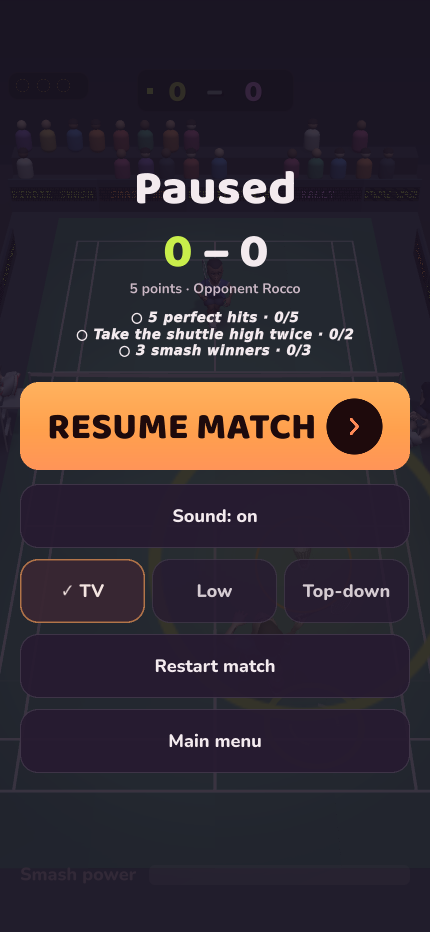 0 – 0
Paused
0 – 0
5 points · Opponent Rocco
○ 5 perfect hits · 0/5
○ Take the shuttle high twice · 0/2
○ 3 smash winners · 0/3
RESUME MATCH
Sound: on
✓ TV
Low
Top-down
Restart match
Main menu
Smash power